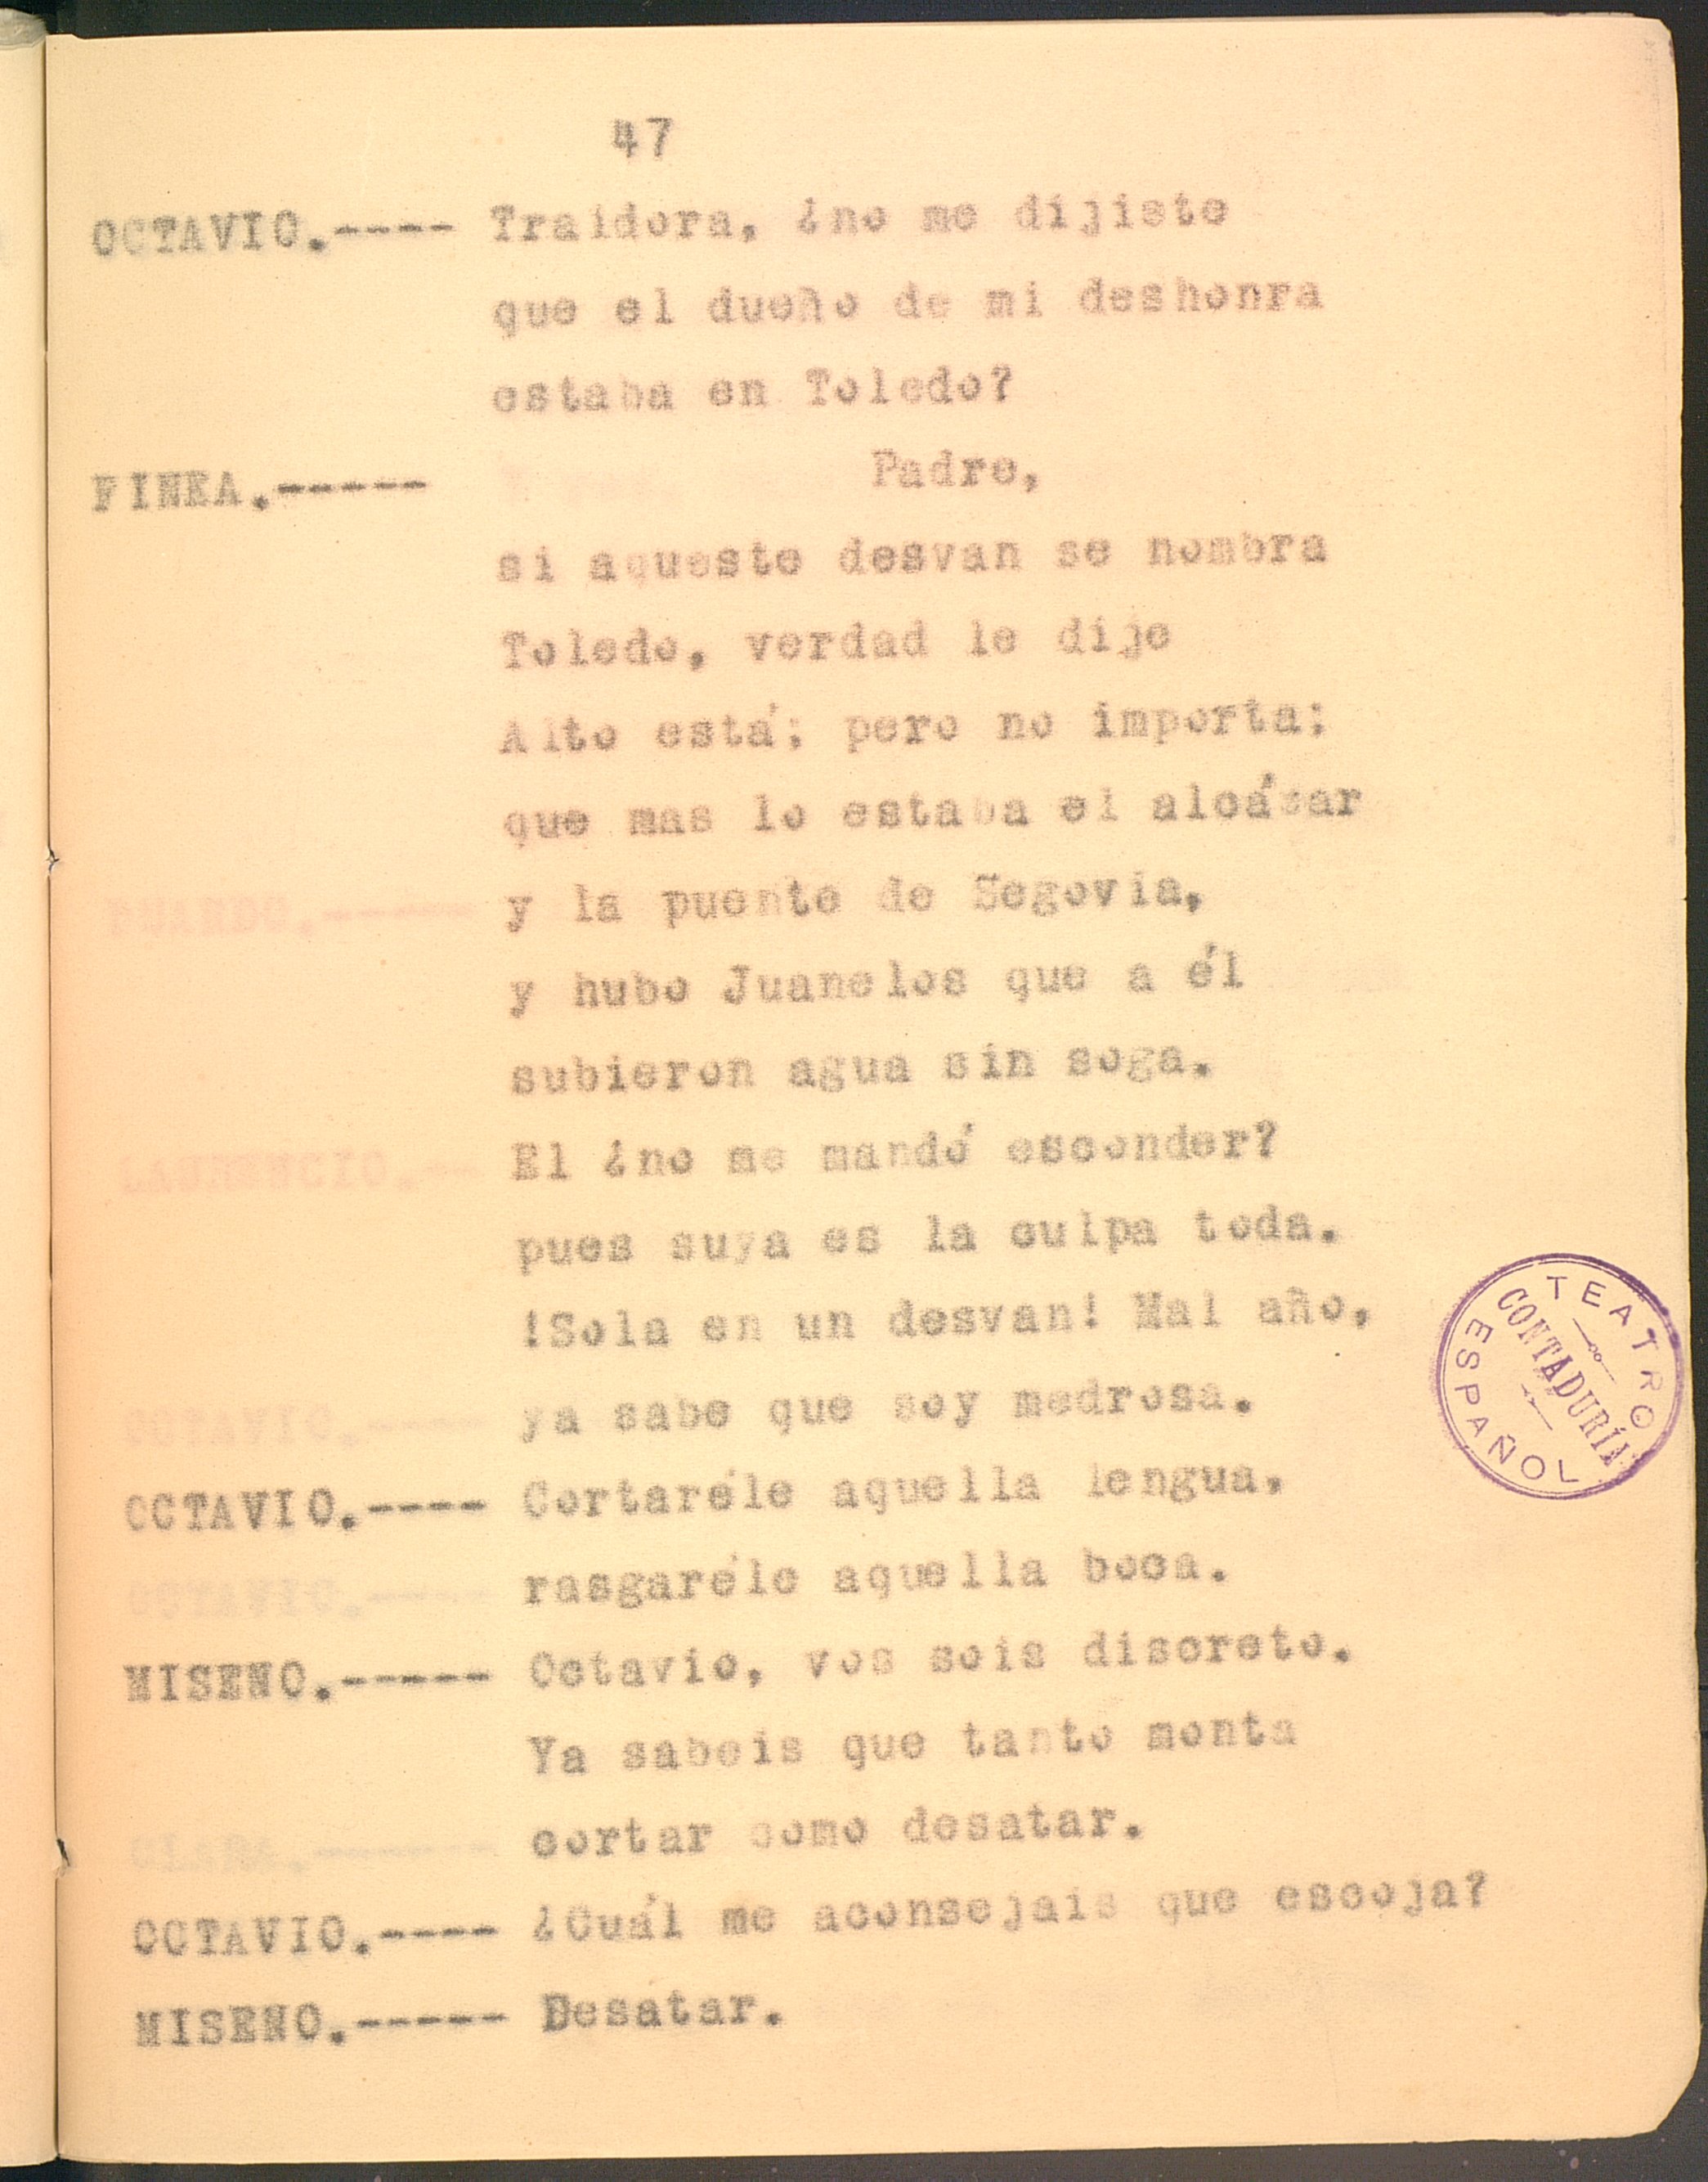 47
OCTAVIO.---- Traidora, ¿no me dijiste
que el dueño de mi deshonra
estaba en Toledo?
FINEA.----- Padre,
si aqueste desvan se nombra
Toledo, verdad le dije
Alto está; pero no importa;
que mas lo estaba el alcázar
y la puente de Segovia,
y hubo Juanelos que a él
subieron agua sin soga.
El ¿no me mandó esconder?
pues suya es la culpa toda.
!Sola en un desvan! Mal año,
ya sabe que soy medrosa.
OCTAVIO.---- Cortaréle aquella lengua,
rasgaréle aquella boca.
MISENO.----- Octavio, vos sois discreto.
Ya sabeis que tanto monta
cortar como desatar.
OCTAVIO.---- ¿Cuál me aconsejais que escoja?
MISENO.----- Desatar.
TEATRO ESPAÑOL
CONTADURÍA